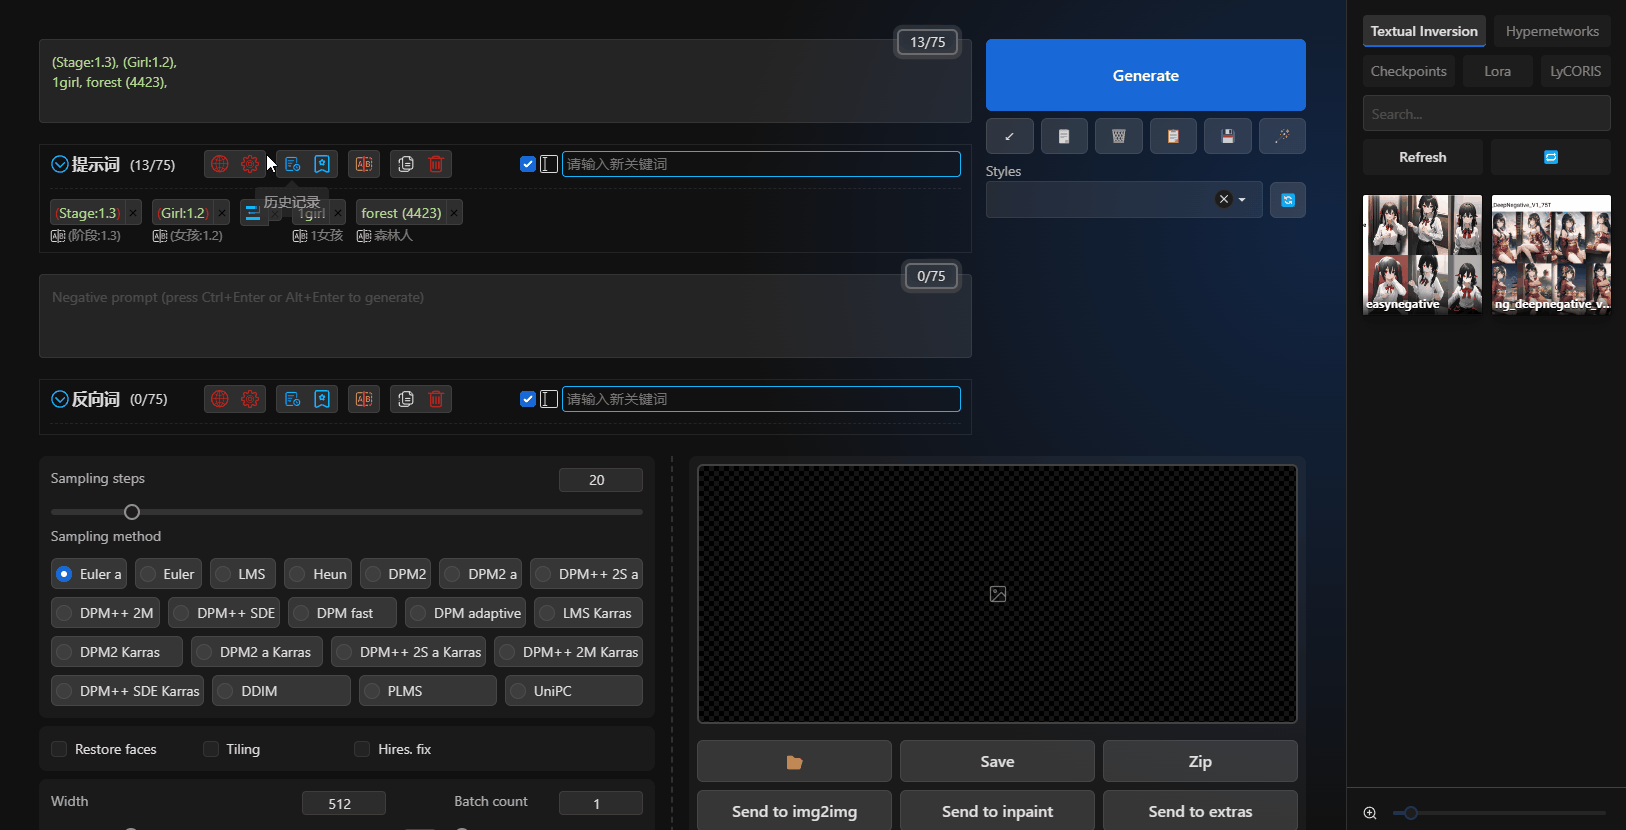 13/75
(Stage:1.3), (Girl:1.2),
1girl, forest (4423),
提示词 (13/75)
请输入新关键词
历史记录
(Stage:1.3) ×
(Girl:1.2) ×
1girl ×
forest (4423) ×
(阶段:1.3)
(女孩:1.2)
1女孩
森林人
0/75
Negative prompt (press Ctrl+Enter or Alt+Enter to generate)
反向词 (0/75)
请输入新关键词
Generate
Styles
Sampling steps
20
Sampling method
Euler a
Euler
LMS
Heun
DPM2
DPM2 a
DPM++ 2S a
DPM++ 2M
DPM++ SDE
DPM fast
DPM adaptive
LMS Karras
DPM2 Karras
DPM2 a Karras
DPM++ 2S a Karras
DPM++ 2M Karras
DPM++ SDE Karras
DDIM
PLMS
UniPC
Restore faces
Tiling
Hires. fix
Width
512
Batch count
1
Save
Zip
Send to img2img
Send to inpaint
Send to extras
Textual Inversion
Hypernetworks
Checkpoints
Lora
LyCORIS
Search...
Refresh
easynegative
DeepNegative_V1_75T
ng_deepnegative_v...